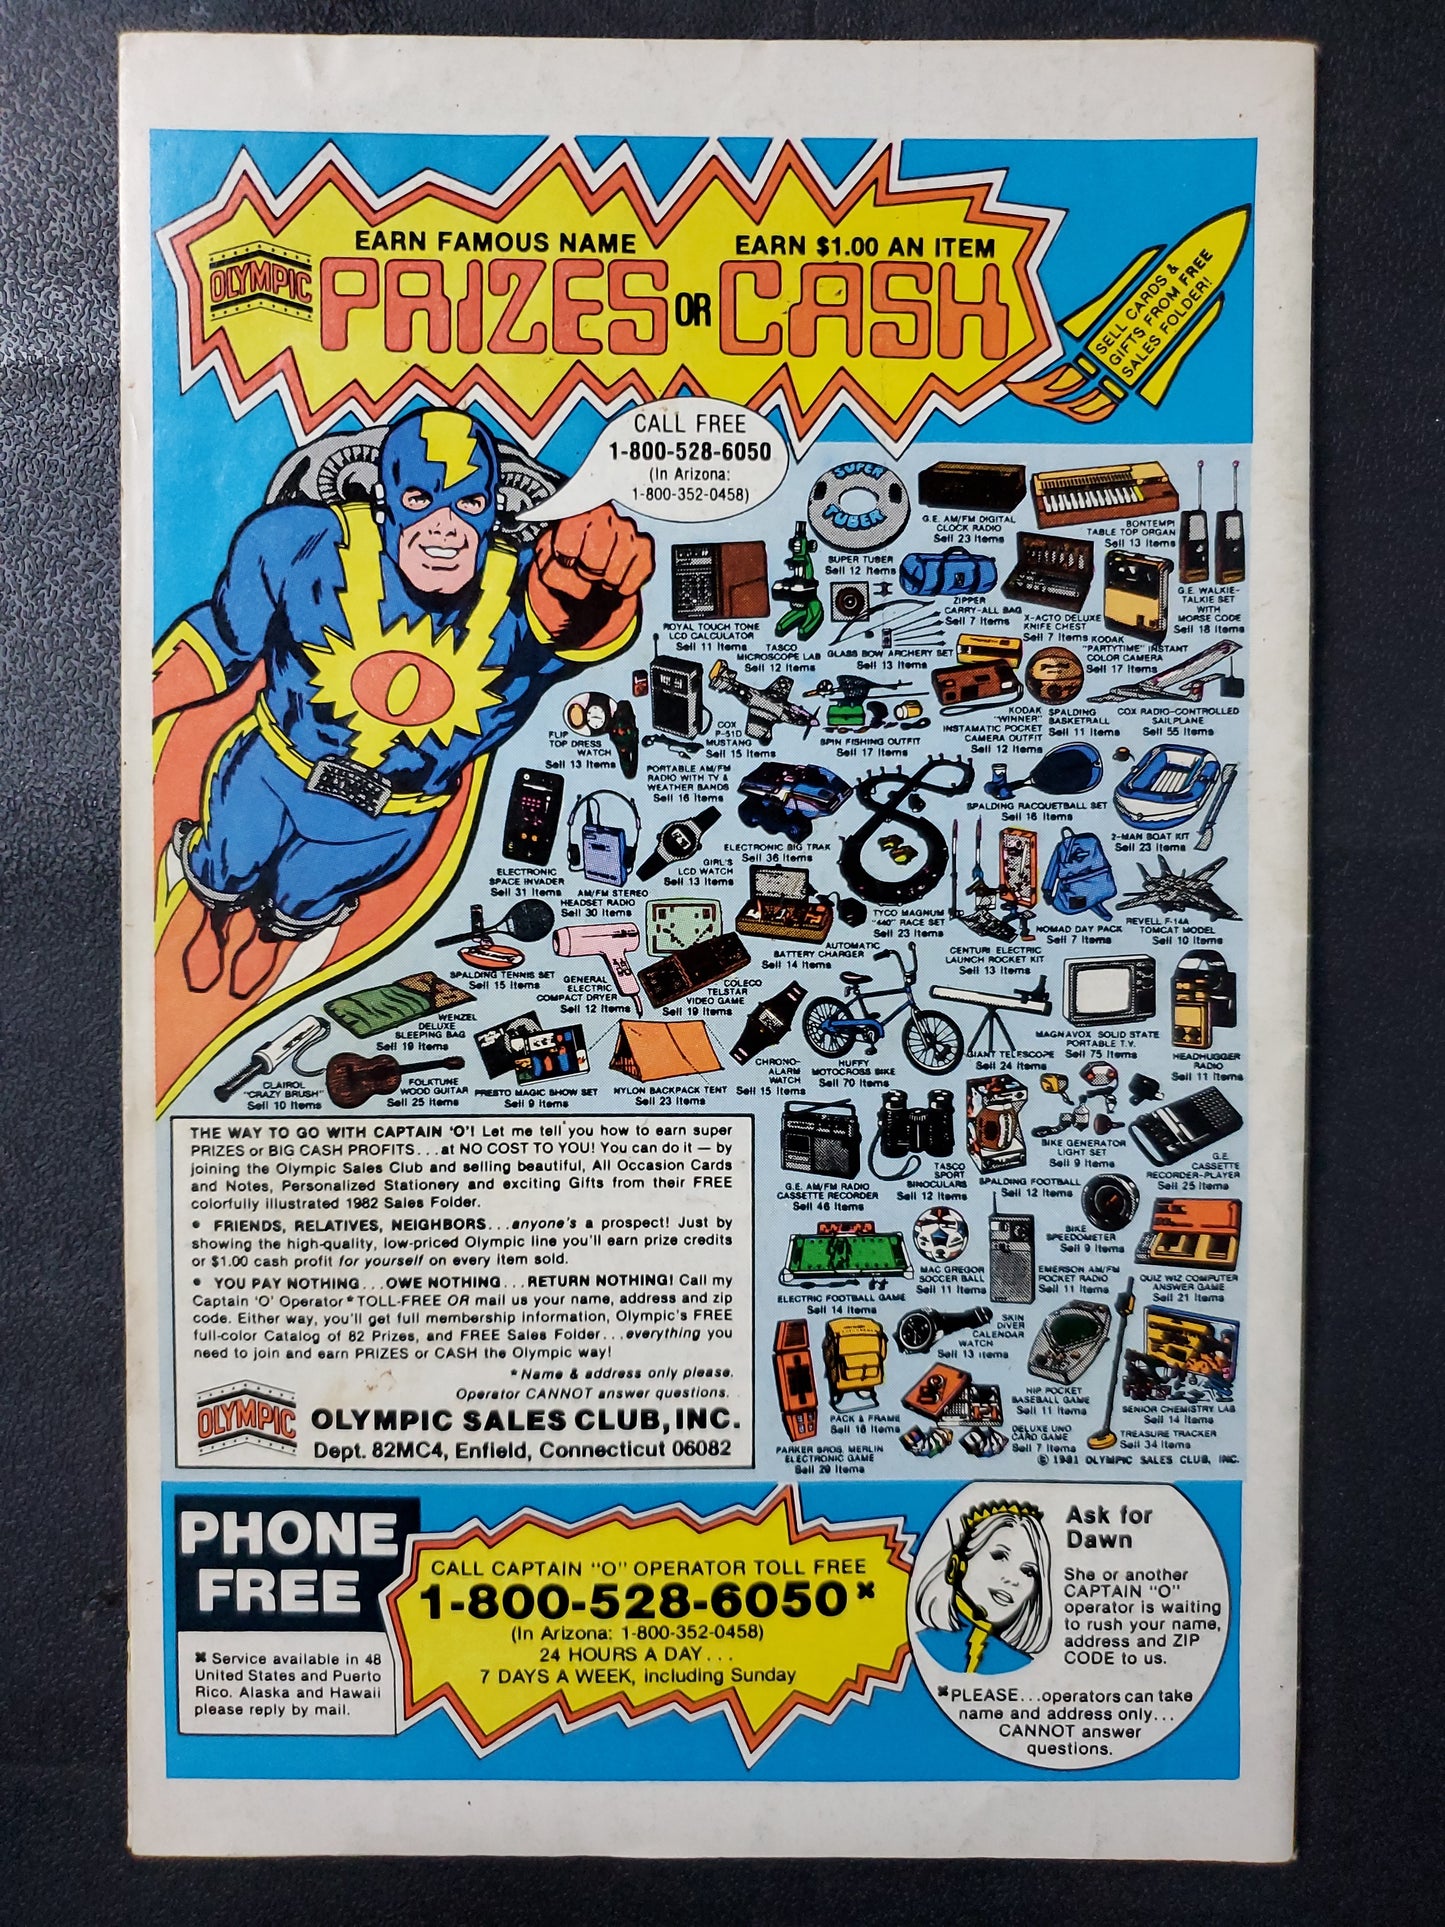 EARN FAMOUS NAME
EARN $1.00 AN ITEM
OLYMPIC
PRIZES OR CASH
SELL CARDS &
GIFTS FROM FREE
SALES FOLDER!
CALL FREE
1-800-528-6050
(In Arizona:
1-800-352-0458)
O
SUPER
TUBER
SUPER TUBER
Sell 12 Items
G.E. AM/FM DIGITAL
CLOCK RADIO
Sell 23 Items
BONTEMPI
TABLE TOP ORGAN
Sell 13 Items
G.E. WALKIE-
TALKIE SET
WITH
MORSE CODE
Sell 18 Items
ROYAL TOUCH TONE
LCD CALCULATOR
Sell 11 Items
TASCO
MICROSCOPE LAB
Sell 12 Items
GLASS BOW ARCHERY SET
Sell 13 Items
ZIPPER
CARRY-ALL BAG
Sell 7 Items
X-ACTO DELUXE
KNIFE CHEST
Sell 7 Items
KODAK
"PARTYTIME" INSTANT
COLOR CAMERA
Sell 17 Items
FLIP
TOP DRESS
WATCH
Sell 13 Items
PORTABLE AM/FM
RADIO WITH TV &
WEATHER BANDS
Sell 16 Items
COX
P-51D
MUSTANG
Sell 15 Items
SPIN FISHING OUTFIT
Sell 17 Items
KODAK
"WINNER"
INSTAMATIC POCKET
CAMERA OUTFIT
Sell 12 Items
SPALDING
BASKETBALL
Sell 11 Items
COX RADIO-CONTROLLED
SAILPLANE
Sell 55 Items
ELECTRONIC
SPACE INVADER
Sell 31 Items
AM/FM STEREO
HEADSET RADIO
Sell 30 Items
GIRL'S
LCD WATCH
Sell 13 Items
ELECTRONIC BIG TRAK
Sell 36 Items
TYCO MAGNUM
"440" RACE SET
Sell 23 Items
SPALDING RACQUETBALL SET
Sell 16 Items
2-MAN BOAT KIT
Sell 23 Items
SPALDING TENNIS SET
Sell 15 Items
GENERAL
ELECTRIC
COMPACT DRYER
Sell 12 Items
COLECO
TELSTAR
VIDEO GAME
Sell 19 Items
AUTOMATIC
BATTERY CHARGER
Sell 14 Items
CENTURI ELECTRIC
LAUNCH ROCKET KIT
Sell 13 Items
NOMAD DAY PACK
Sell 7 Items
REVELL F-14A
TOMCAT MODEL
Sell 10 Items
CLAIROL
"CRAZY BRUSH"
Sell 10 Items
WENZEL
DELUXE
SLEEPING BAG
Sell 19 Items
FOLKTUNE
WOOD GUITAR
Sell 25 Items
PRESTO MAGIC SHOW SET
Sell 9 Items
NYLON BACKPACK TENT
Sell 23 Items
CHRONO-
ALARM
WATCH
Sell 15 Items
HUFFY
MOTOCROSS BIKE
Sell 70 Items
GIANT TELESCOPE
Sell 24 Items
MAGNAVOX SOLID STATE
PORTABLE T.V.
Sell 75 Items
HEADHUGGER
RADIO
Sell 11 Items
G.E. AM/FM RADIO
CASSETTE RECORDER
Sell 46 Items
TASCO
SPORT
BINOCULARS
Sell 12 Items
SPALDING FOOTBALL
Sell 12 Items
BIKE GENERATOR
LIGHT SET
Sell 9 Items
G.E.
CASSETTE
RECORDER-PLAYER
Sell 25 Items
ELECTRIC FOOTBALL GAME
Sell 14 Items
MAC GREGOR
SOCCER BALL
Sell 11 Items
EMERSON AM/FM
POCKET RADIO
Sell 11 Items
BIKE
SPEEDOMETER
Sell 9 Items
QUIZ WIZ COMPUTER
ANSWER GAME
Sell 21 Items
PARKER BROS. MERLIN
ELECTRONIC GAME
Sell 29 Items
PACK & FRAME
Sell 18 Items
SKIN
DIVER
CALENDAR
WATCH
Sell 13 Items
DELUXE UNO
CARD GAME
Sell 7 Items
HIP POCKET
BASEBALL GAME
Sell 11 Items
TREASURE TRACKER
Sell 34 Items
SENIOR CHEMISTRY LAB
Sell 14 Items
© 1981 OLYMPIC SALES CLUB, INC.
THE WAY TO GO WITH CAPTAIN 'O'! Let me tell you how to earn super
PRIZES or BIG CASH PROFITS...at NO COST TO YOU! You can do it — by
joining the Olympic Sales Club and selling beautiful, All Occasion Cards
and Notes, Personalized Stationery and exciting Gifts from their FREE
colorfully illustrated 1982 Sales Folder.
• FRIENDS, RELATIVES, NEIGHBORS...anyone's a prospect! Just by
showing the high-quality, low-priced Olympic line you'll earn prize credits
or $1.00 cash profit for yourself on every item sold.
• YOU PAY NOTHING...OWE NOTHING...RETURN NOTHING! Call my
Captain 'O' Operator* TOLL-FREE OR mail us your name, address and zip
code. Either way, you'll get full membership information, Olympic's FREE
full-color Catalog of 82 Prizes, and FREE Sales Folder...everything you
need to join and earn PRIZES or CASH the Olympic way!
*Name & address only please.
Operator CANNOT answer questions.
OLYMPIC
OLYMPIC SALES CLUB, INC.
Dept. 82MC4, Enfield, Connecticut 06082
PHONE
FREE
* Service available in 48
United States and Puerto
Rico. Alaska and Hawaii
please reply by mail.
CALL CAPTAIN "O" OPERATOR TOLL FREE
1-800-528-6050*
(In Arizona: 1-800-352-0458)
24 HOURS A DAY...
7 DAYS A WEEK, including Sunday
Ask for
Dawn
She or another
CAPTAIN "O"
operator is waiting
to rush your name,
address and ZIP
CODE to us.
*PLEASE...operators can take
name and address only...
CANNOT answer
questions.